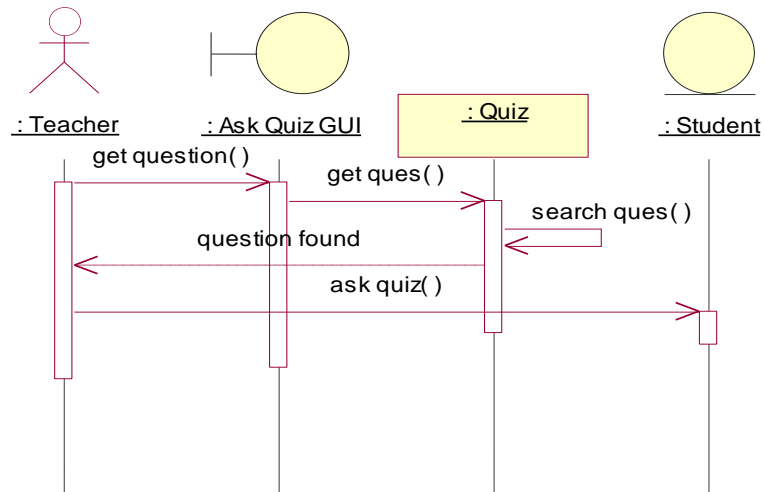 : Teacher
: Ask Quiz GUI
: Quiz
: Student
get question( )
get ques( )
search ques( )
question found
ask quiz( )